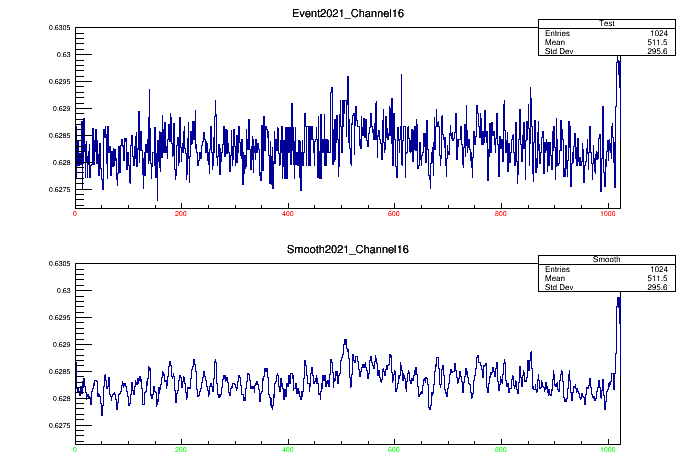 Event2021_Channel16
Test
Entries 1024
Mean 511.5
Std Dev 295.6
0.6305
0.63
0.6295
0.629
0.6285
0.628
0.6275
0 200 400 600 800 1000
Smooth2021_Channel16
Smooth
Entries 1024
Mean 511.5
Std Dev 295.6
0.6305
0.63
0.6295
0.629
0.6285
0.628
0.6275
0 200 400 600 800 1000